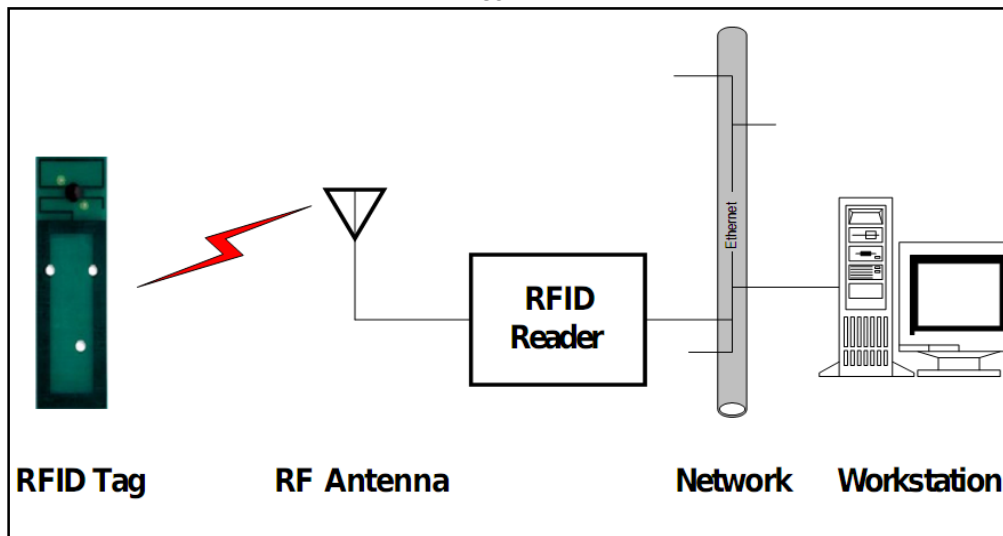 Ethernet
RFID
Reader
RFID Tag
RF Antenna
Network
Workstation